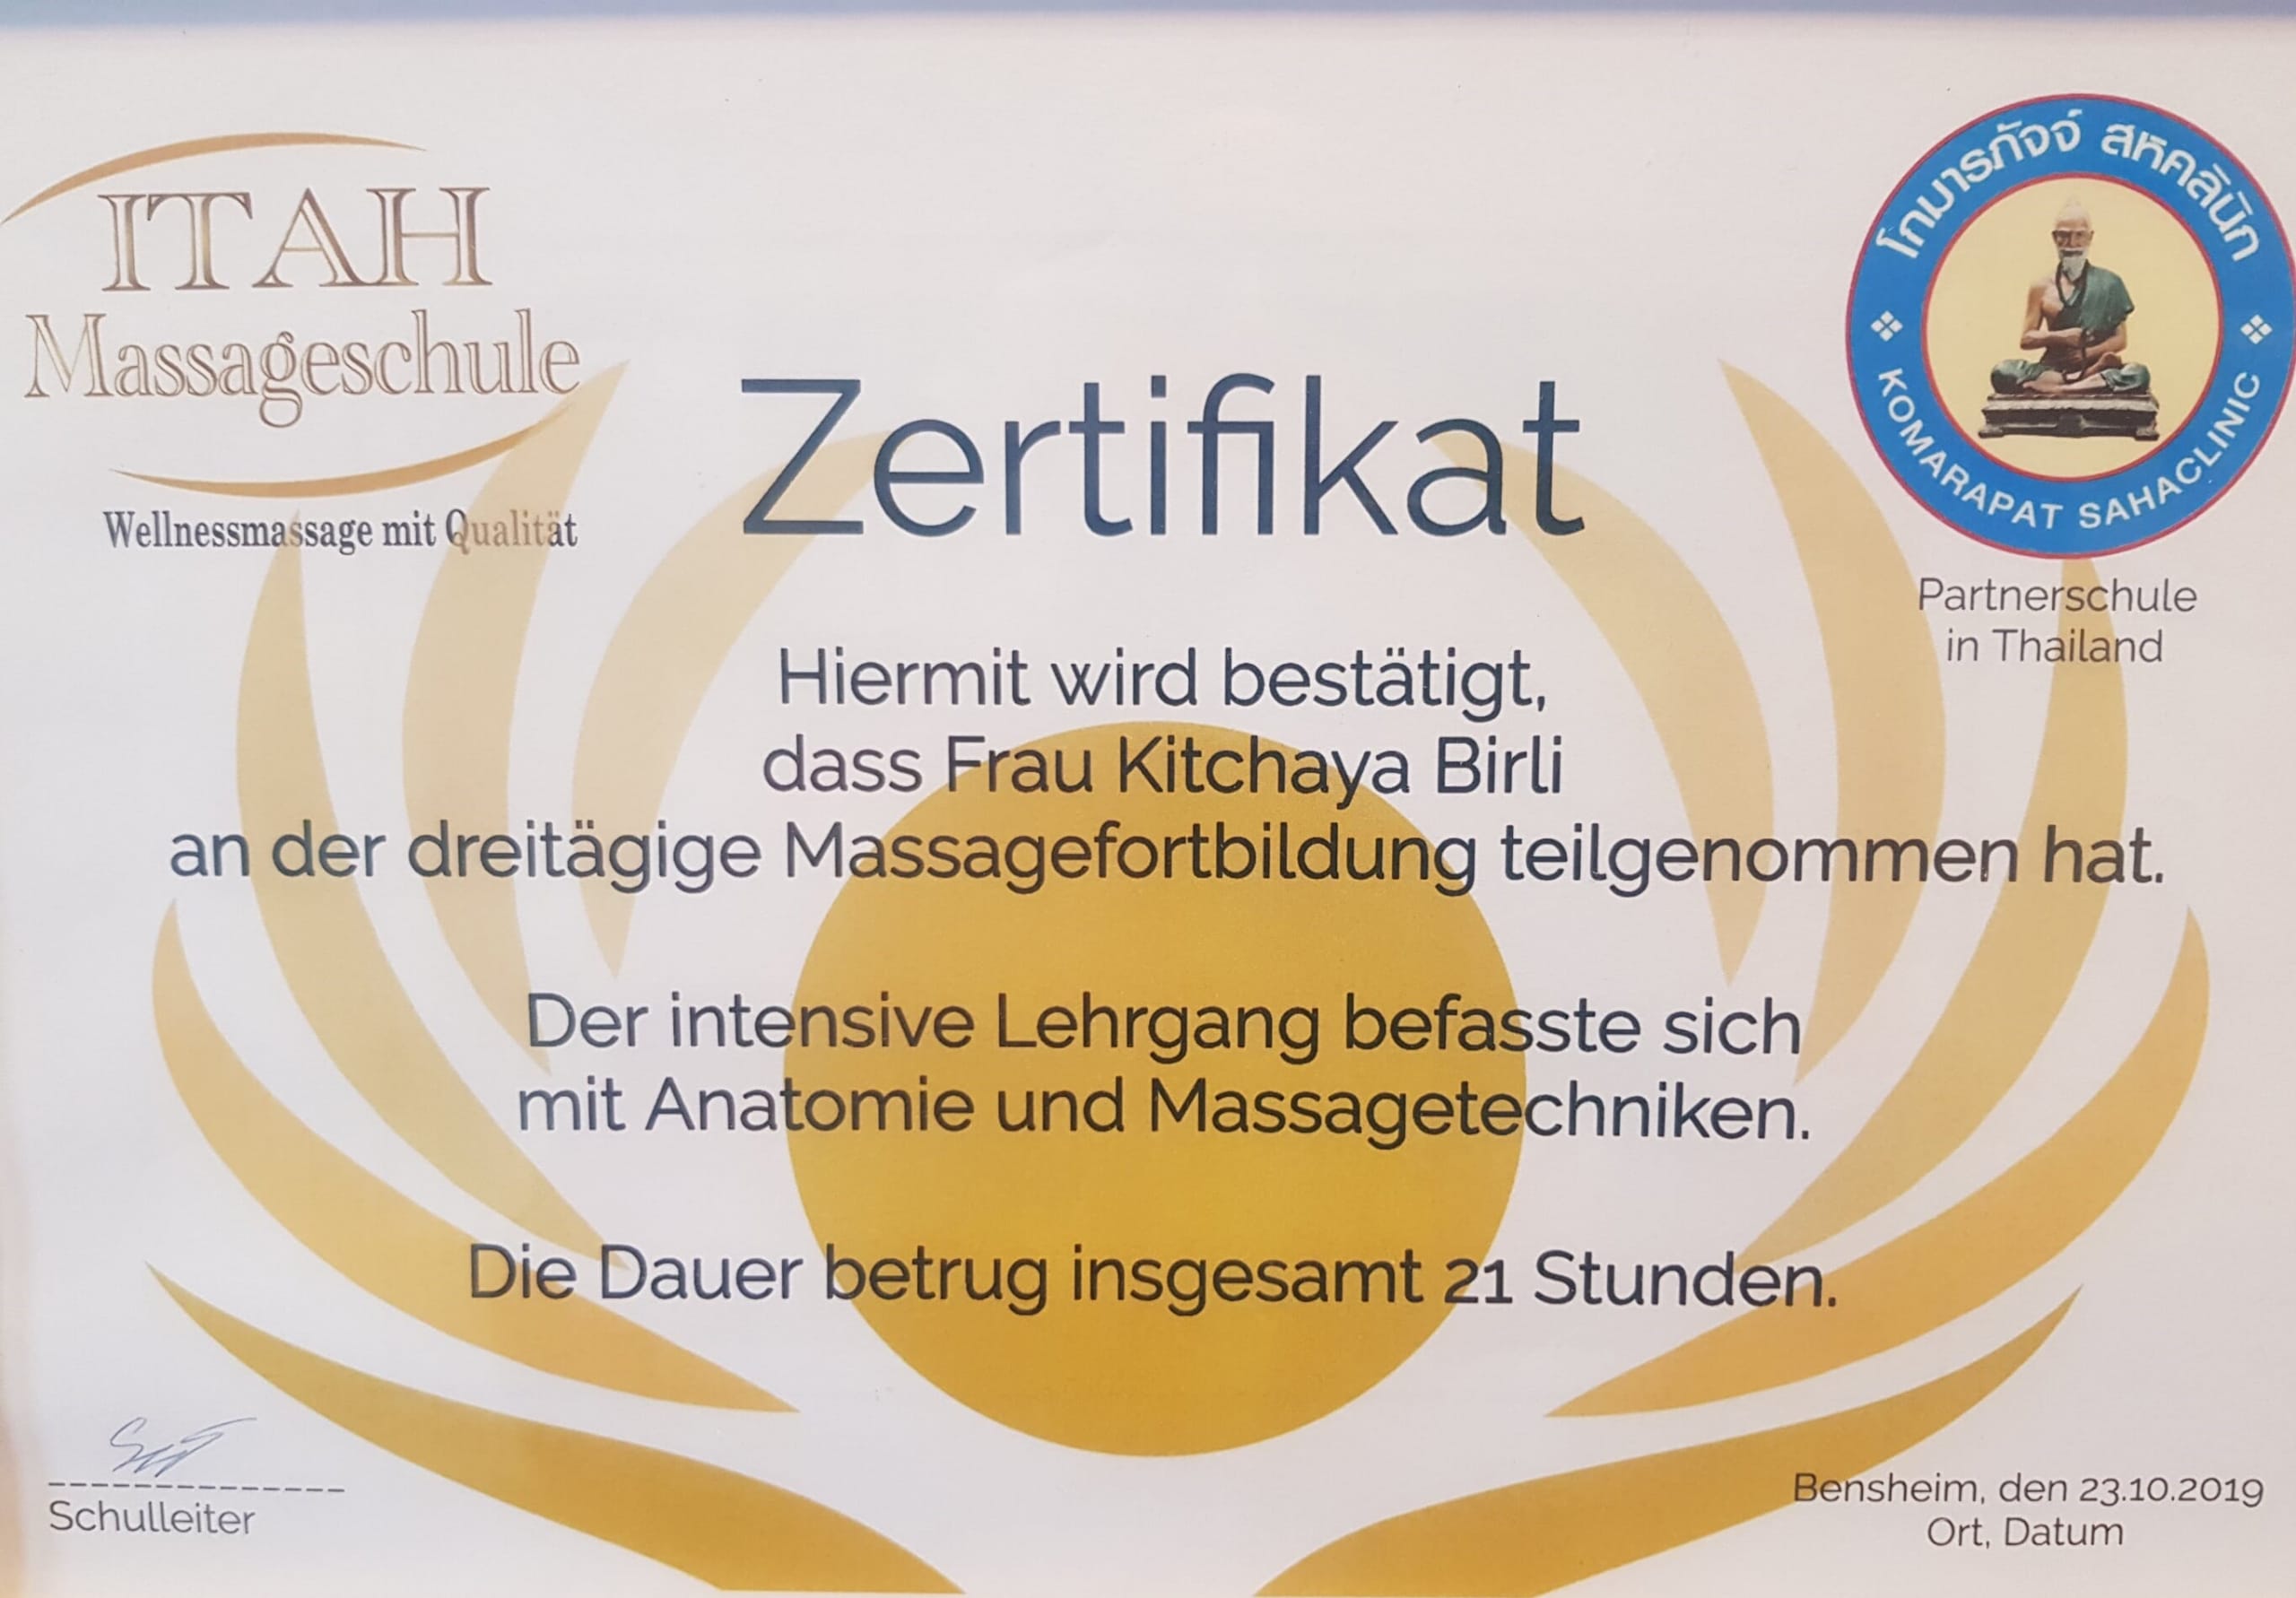 ITAH
Massageschule
Wellnessmassage mit Qualität
โกมารภัจจ์ สหคลินิก
KOMARAPAT SAHACLINIC
Partnerschule
in Thailand
Zertifikat
Hiermit wird bestätigt,
dass Frau Kitchaya Birli
an der dreitägige Massagefortbildung teilgenommen hat.
Der intensive Lehrgang befasste sich
mit Anatomie und Massagetechniken.
Die Dauer betrug insgesamt 21 Stunden.
Schulleiter
Bensheim, den 23.10.2019
Ort, Datum